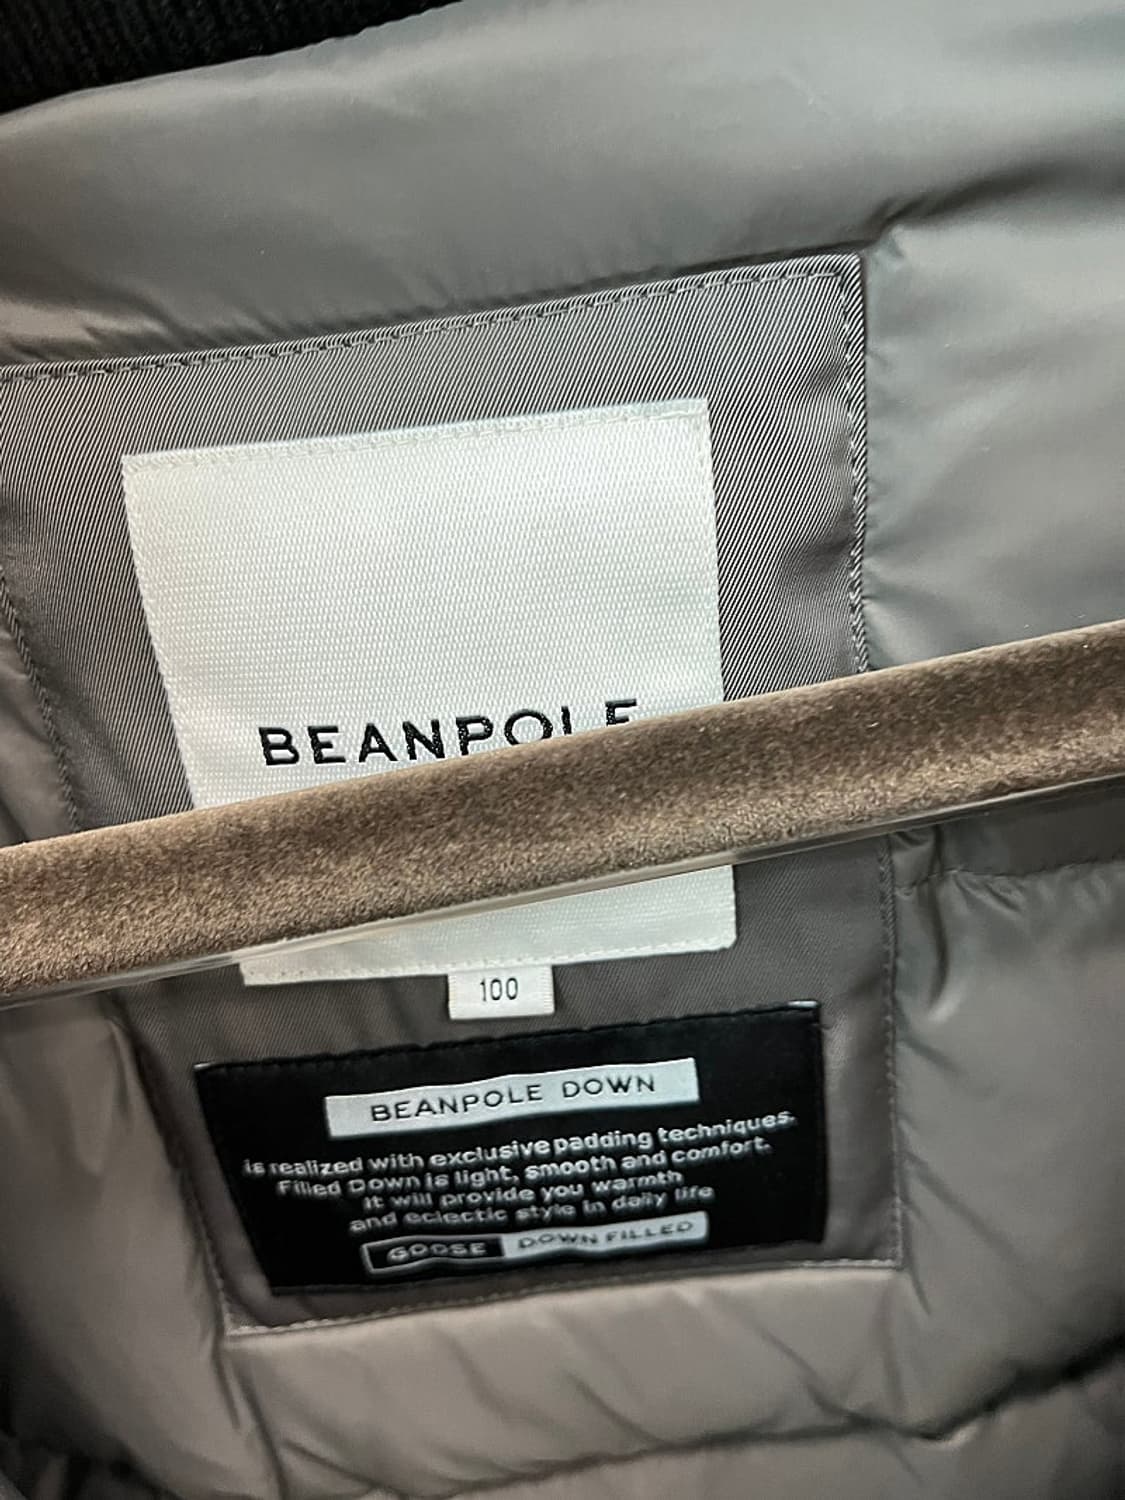 BEANPOLE
100
BEANPOLE DOWN
is realized with exclusive padding techniques.
Filled Down is light, smooth and comfort.
it will provide you warmth
and eclectic style in daily life
GOOSE DOWN FILLED